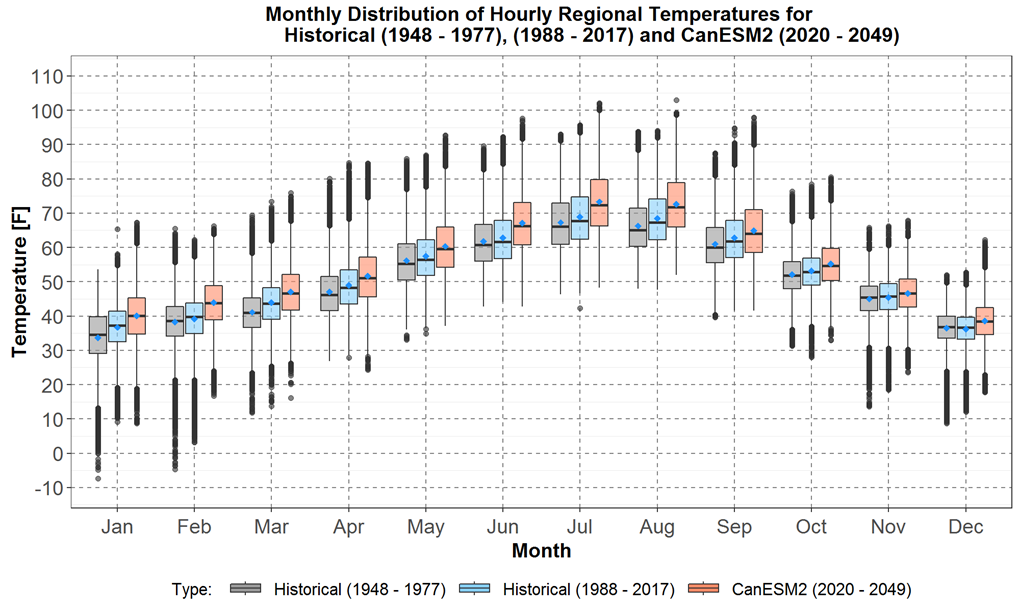 Monthly Distribution of Hourly Regional Temperatures for
Historical (1948 - 1977), (1988 - 2017) and CanESM2 (2020 - 2049)
Temperature [F]
110
100
90
80
70
60
50
40
30
20
10
0
-10
Jan Feb Mar Apr May Jun Jul Aug Sep Oct Nov Dec
Month
Type: Historical (1948 - 1977) Historical (1988 - 2017) CanESM2 (2020 - 2049)